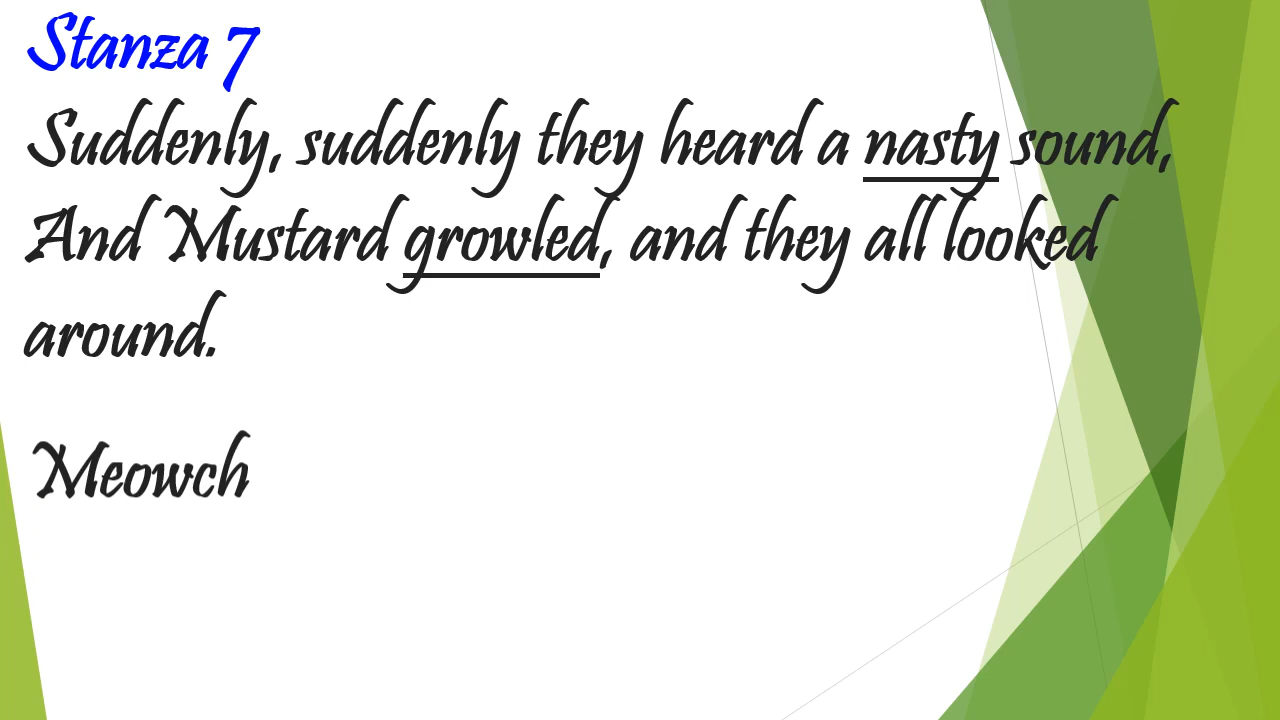 Stanza 7
Suddenly, suddenly they heard a nasty sound,
And Mustard growled, and they all looked
around.
Meowch